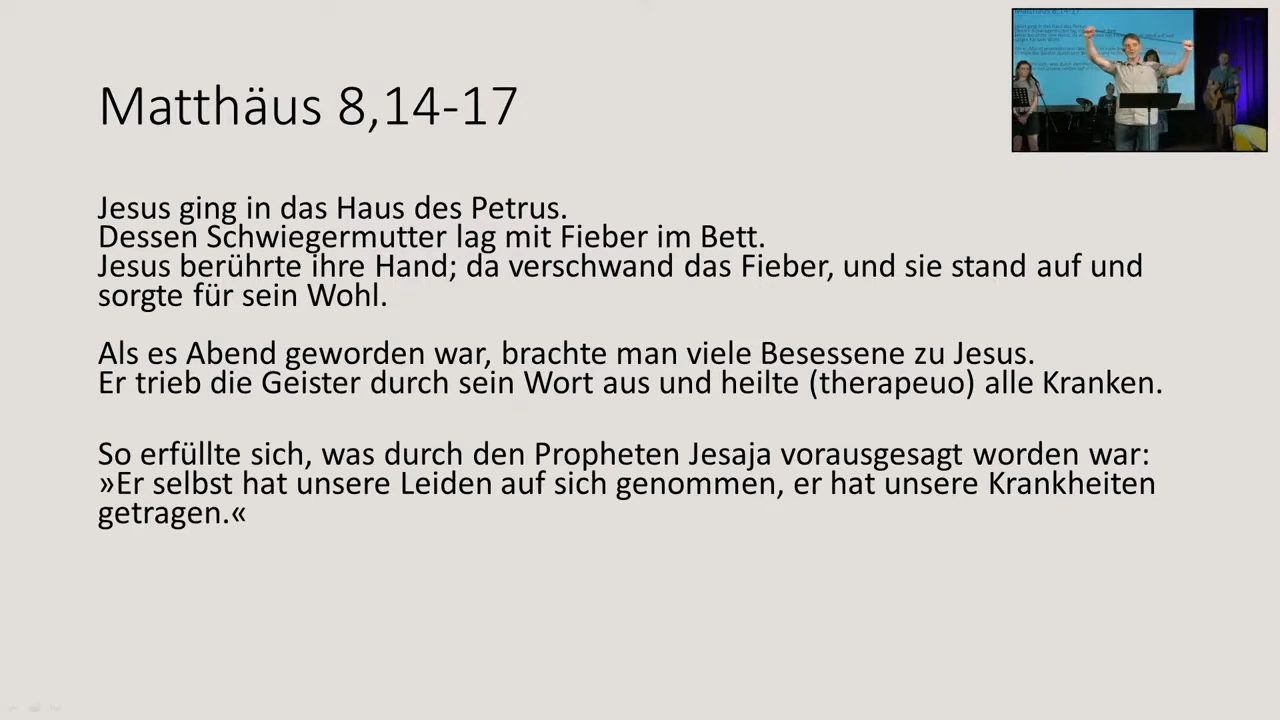 Matthäus 8,14-17
Jesus ging in das Haus des Petrus.
Dessen Schwiegermutter lag mit Fieber im Bett.
Jesus berührte ihre Hand; da verschwand das Fieber, und sie stand auf und
sorgte für sein Wohl.
Als es Abend geworden war, brachte man viele Besessene zu Jesus.
Er trieb die Geister durch sein Wort aus und heilte (therapeuo) alle Kranken.
So erfüllte sich, was durch den Propheten Jesaja vorausgesagt worden war:
»Er selbst hat unsere Leiden auf sich genommen, er hat unsere Krankheiten
getragen.«